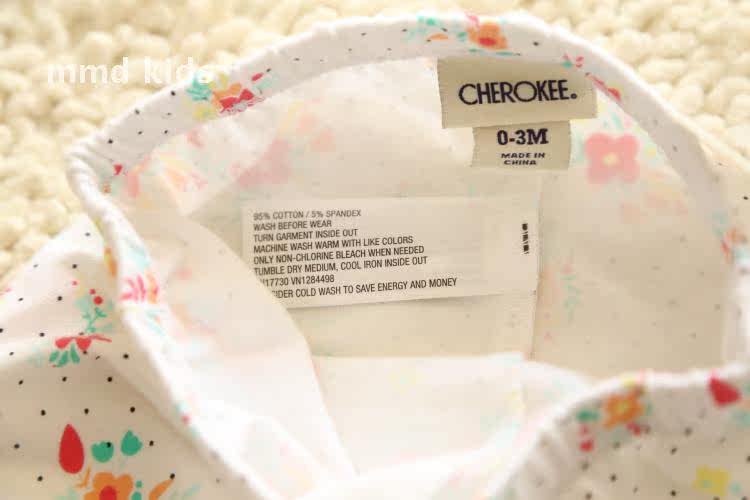 mmd kids
CHEROKEE.
0-3M
MADE IN
CHINA
95% COTTON / 5% SPANDEX
WASH BEFORE WEAR
TURN GARMENT INSIDE OUT
MACHINE WASH WARM WITH LIKE COLORS
ONLY NON-CHLORINE BLEACH WHEN NEEDED
TUMBLE DRY MEDIUM, COOL IRON INSIDE OUT
17730 VN1284498
SIDER COLD WASH TO SAVE ENERGY AND MONEY